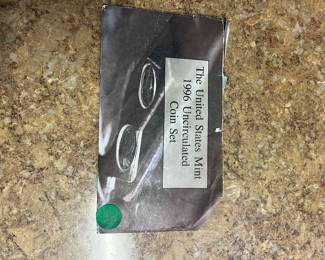 The United States Mint
1996 Uncirculated
Coin Set